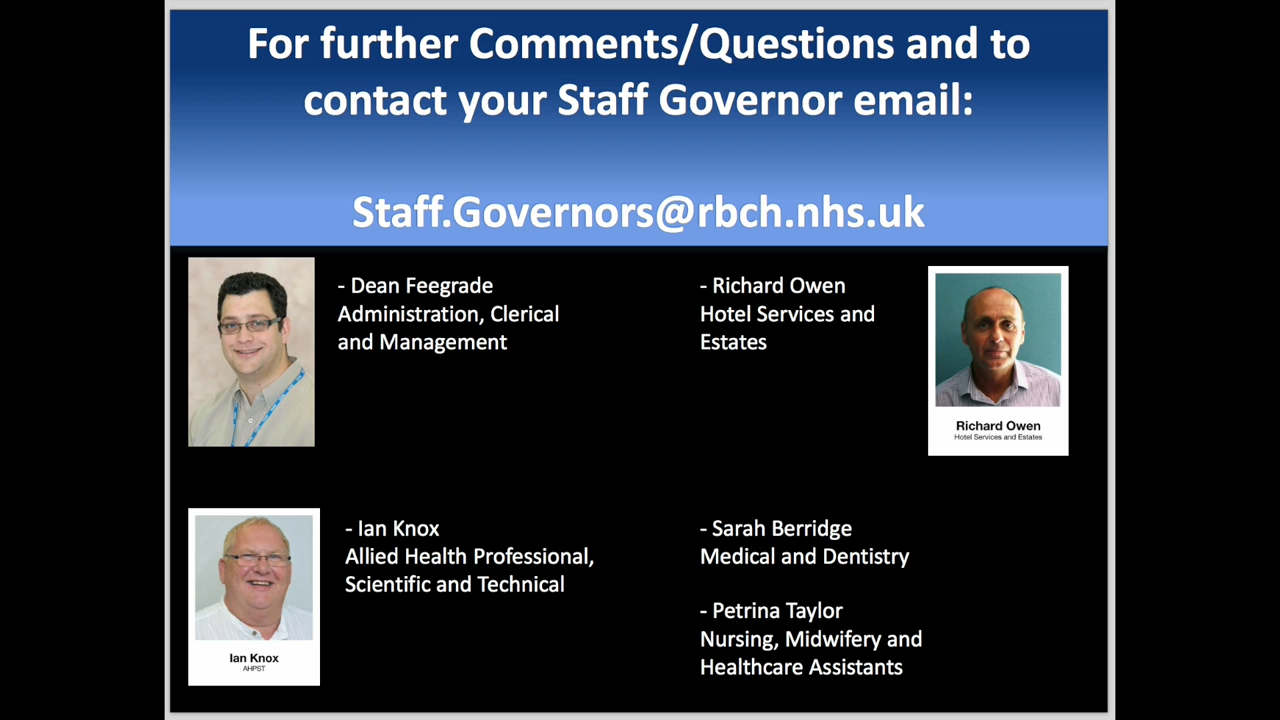 For further Comments/Questions and to
contact your Staff Governor email:
Staff.Governors@rbch.nhs.uk
- Dean Feegrade
Administration, Clerical
and Management
- Richard Owen
Hotel Services and
Estates
Richard Owen
Hotel Services and Estates
- Ian Knox
Allied Health Professional,
Scientific and Technical
Ian Knox
AHPST
- Sarah Berridge
Medical and Dentistry
- Petrina Taylor
Nursing, Midwifery and
Healthcare Assistants